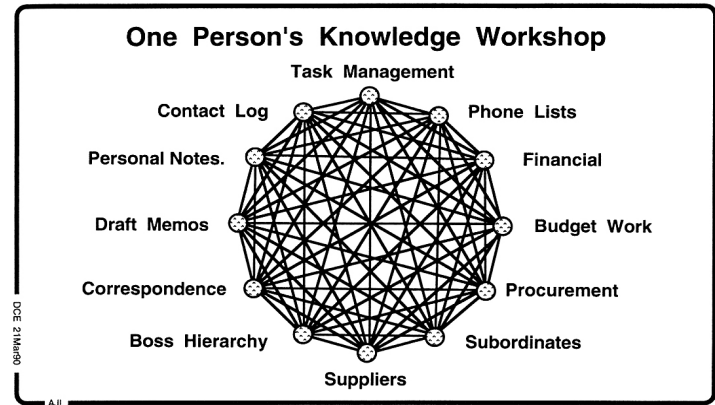 One Person's Knowledge Workshop
Task Management
Contact Log
Phone Lists
Personal Notes.
Financial
Draft Memos
Budget Work
Correspondence
Procurement
Boss Hierarchy
Subordinates
Suppliers
DCE 21Mar90